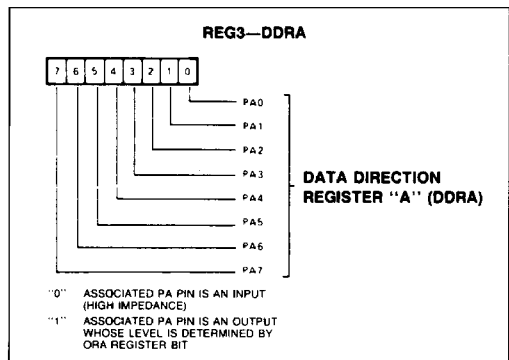 REG3—DDRA
7 6 5 4 3 2 1 0
PA0
PA1
PA2
PA3
PA4
PA5
PA6
PA7
DATA DIRECTION
REGISTER "A" (DDRA)
"0" ASSOCIATED PA PIN IS AN INPUT
(HIGH IMPEDANCE)
"1" ASSOCIATED PA PIN IS AN OUTPUT
WHOSE LEVEL IS DETERMINED BY
ORA REGISTER BIT